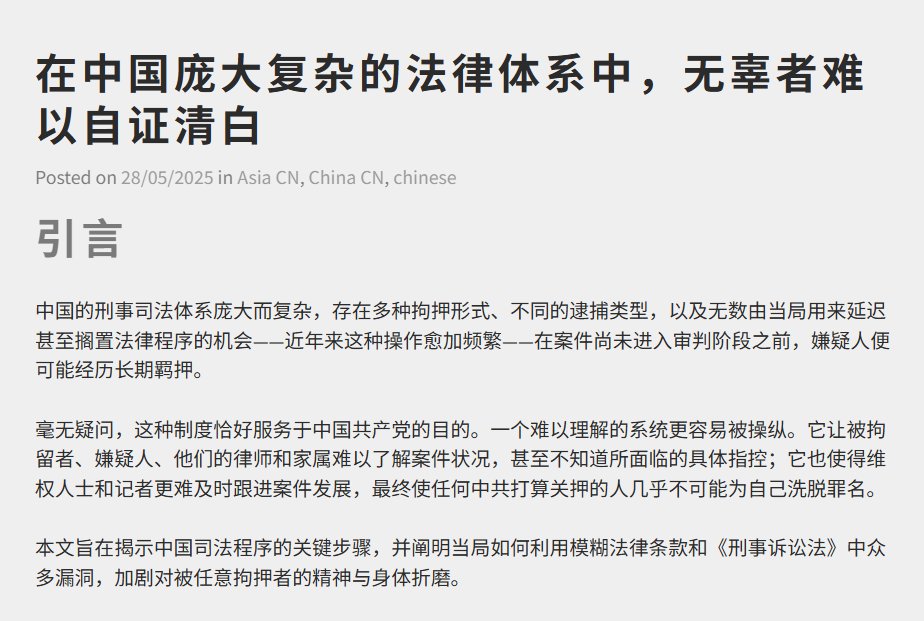 在中国庞大复杂的法律体系中，无辜者难
以自证清白
Posted on 28/05/2025 in Asia CN, China CN, chinese
引言
中国的刑事司法体系庞大而复杂，存在多种拘押形式、不同的逮捕类型，以及无数由当局用来延迟
甚至搁置法律程序的机会——近年来这种操作愈加频繁——在案件尚未进入审判阶段之前，嫌疑人便
可能经历长期羁押。
毫无疑问，这种制度恰好服务于中国共产党的目的。一个难以理解的系统更容易被操纵。它让被拘
留者、嫌疑人、他们的律师和家属难以了解案件状况，甚至不知道所面临的具体指控；它也使得维
权人士和记者更难及时跟进案件发展，最终使任何中共打算关押的人几乎不可能为自己洗脱罪名。
本文旨在揭示中国司法程序的关键步骤，并阐明当局如何利用模糊法律条款和《刑事诉讼法》中众
多漏洞，加剧对被任意拘押者的精神与身体折磨。